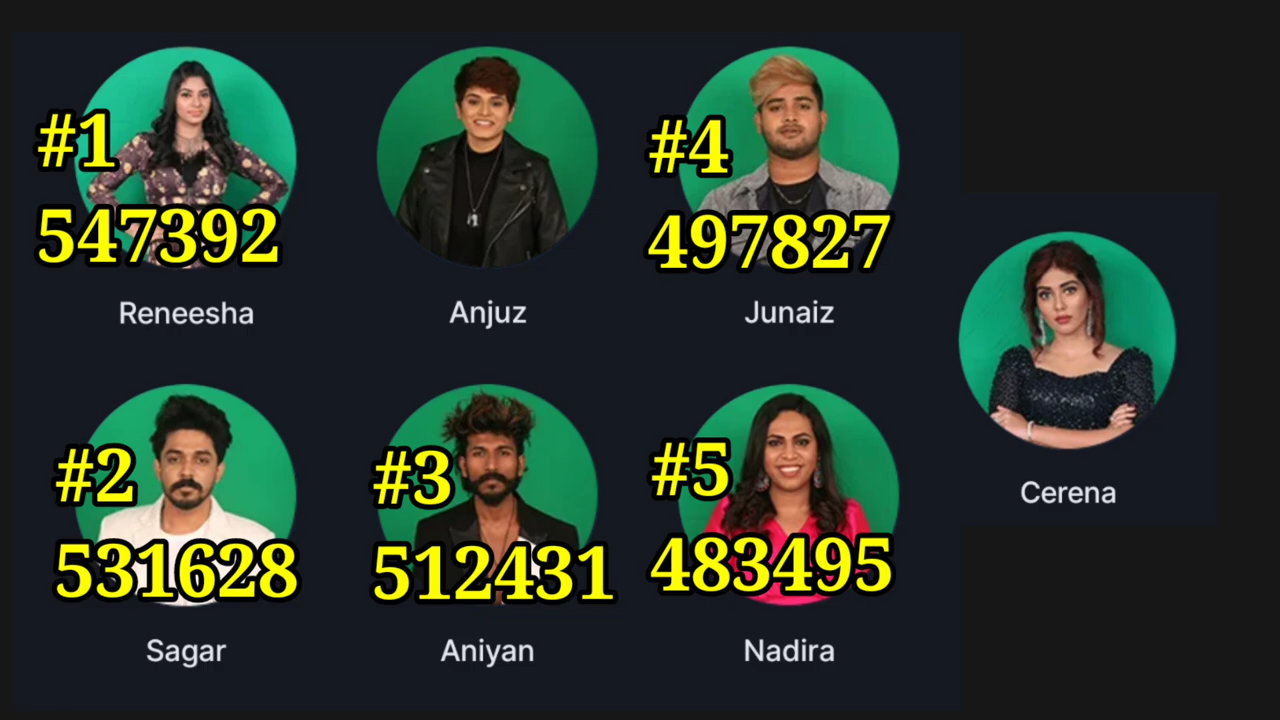 #1
547392
Reneesha
Anjuz
#4
497827
Junaiz
#2
531628
Sagar
#3
512431
Aniyan
#5
483495
Nadira
Cerena